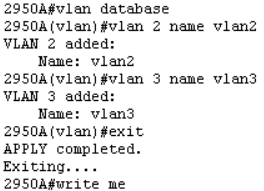 2950A#vlan database
2950A(vlan)#vlan 2 name vlan2
VLAN 2 added:
    Name: vlan2
2950A(vlan)#vlan 3 name vlan3
VLAN 3 added:
    Name: vlan3
2950A(vlan)#exit
APPLY completed.
Exiting....
2950A#write me